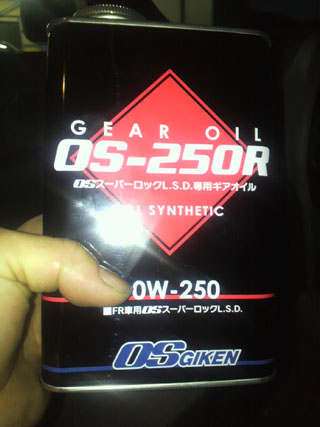 GEAR OIL
OS-250R
OSスーパーロックL.S.D.専用ギアオイル
SYNTHETIC
0W-250
■FR車用OSスーパーロックL.S.D.
OS GIKEN